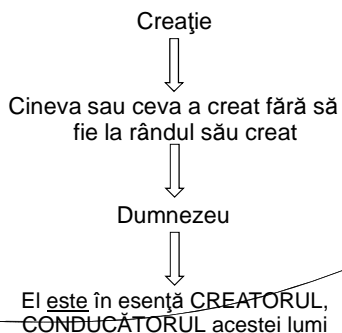 Creaţie
Cineva sau ceva a creat fără să
fie la rândul său creat
Dumnezeu
El este în esenţă CREATORUL,
CONDUCĂTORUL acestei lumi